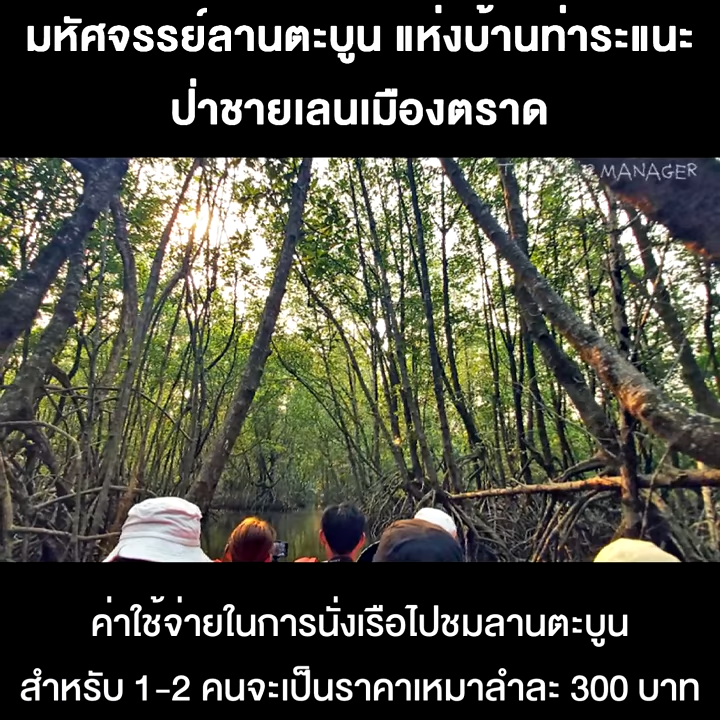 มหัศจรรย์ลานตะบูน แห่งบ้านท่าระแนะ
ป่าชายเลนเมืองตราด
MANAGER
ค่าใช้จ่ายในการนั่งเรือไปชมลานตะบูน
สำหรับ 1-2 คนจะเป็นราคาเหมาลำละ 300 บาท